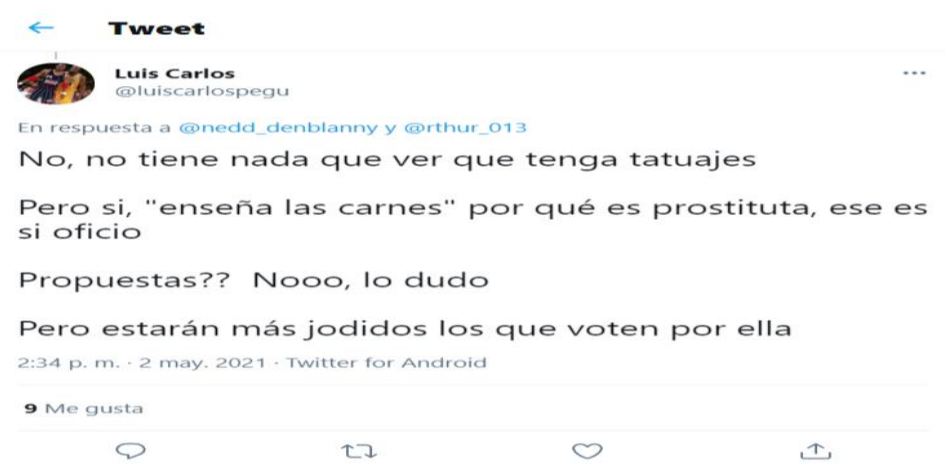 Tweet
Luis Carlos
@luiscarlospegu
En respuesta a @nedd_denblanny y @rthur_013
No, no tiene nada que ver que tenga tatuajes
Pero si, "enseña las carnes" por qué es prostituta, ese es
si oficio
Propuestas?? Nooo, lo dudo
Pero estarán más jodidos los que voten por ella
2:34 p. m. · 2 may. 2021 · Twitter for Android
9 Me gusta